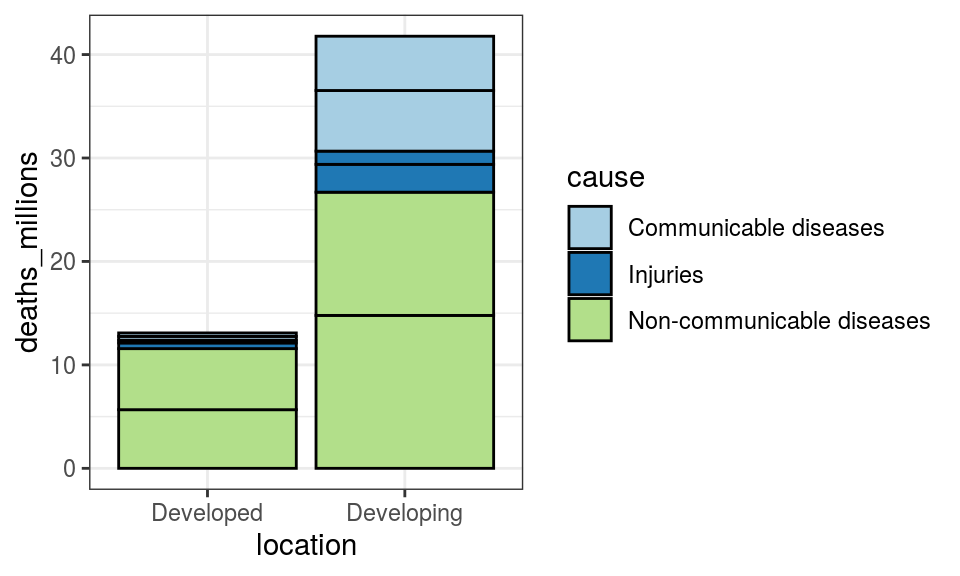 deaths_millions
40
30
20
10
0
Developed
Developing
location
cause
Communicable diseases
Injuries
Non-communicable diseases